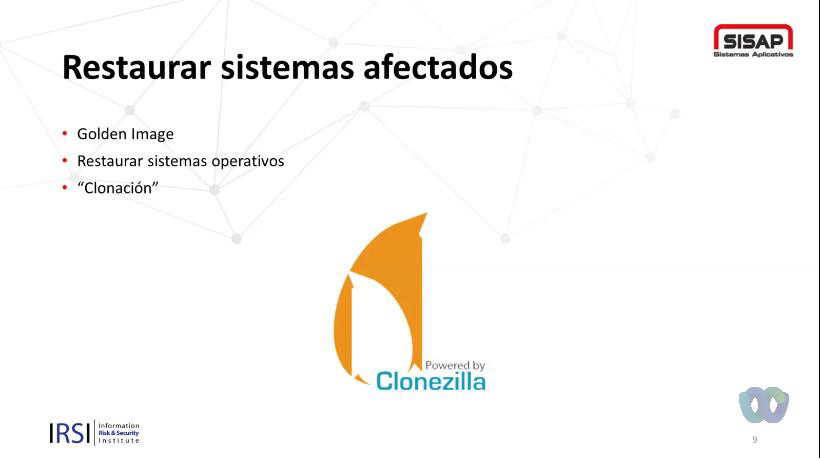 SISAP
Sistemas Aplicativos
Restaurar sistemas afectados
• Golden Image
• Restaurar sistemas operativos
• “Clonación”
Powered by
Clonezilla
IRSI
Information
Risk & Security
Institute
9